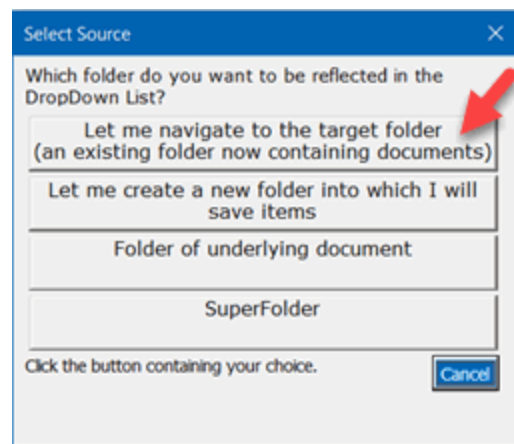 Select Source
Which folder do you want to be reflected in the
DropDown List?
Let me navigate to the target folder
(an existing folder now containing documents)
Let me create a new folder into which I will
save items
Folder of underlying document
SuperFolder
Click the button containing your choice.
Cancel